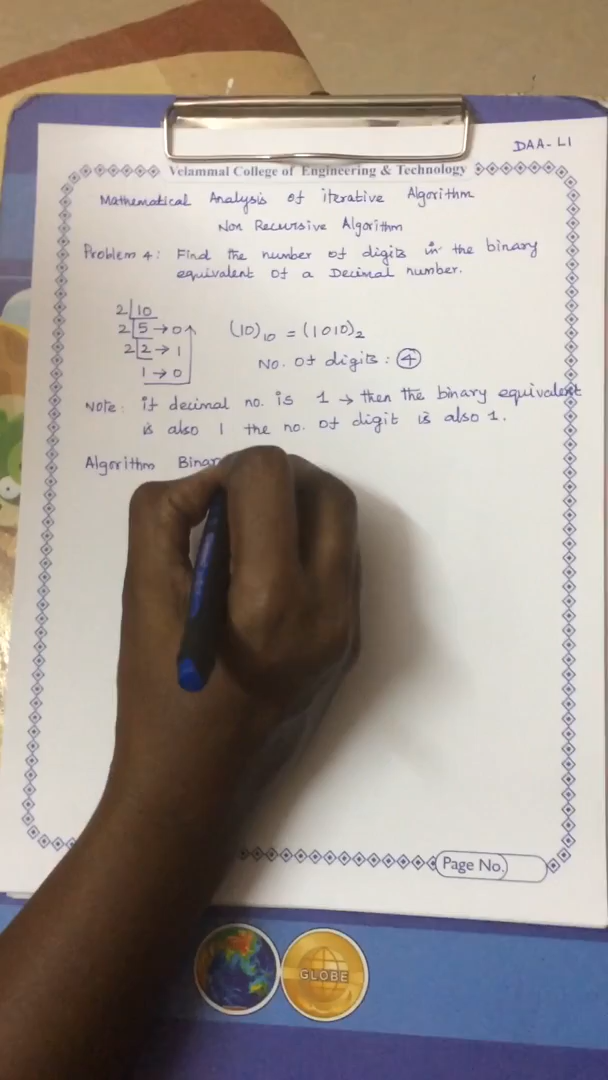 DAA-L1
Velammal College of Engineering & Technology
Mathematical Analysis of iterative Algorithm
Non Recursive Algorithm
Problem 4: Find the number of digits in the binary
equivalent of a Decimal number.
2 10
2 5 → 0
2 2 → 1
1 → 0
(10)₁₀ = (1010)₂
No. of digits: 4
Note: if decimal no. is 1 → then the binary equivalent
is also 1 the no. of digit is also 1.
Algorithm Binar
Page No.
GLOBE